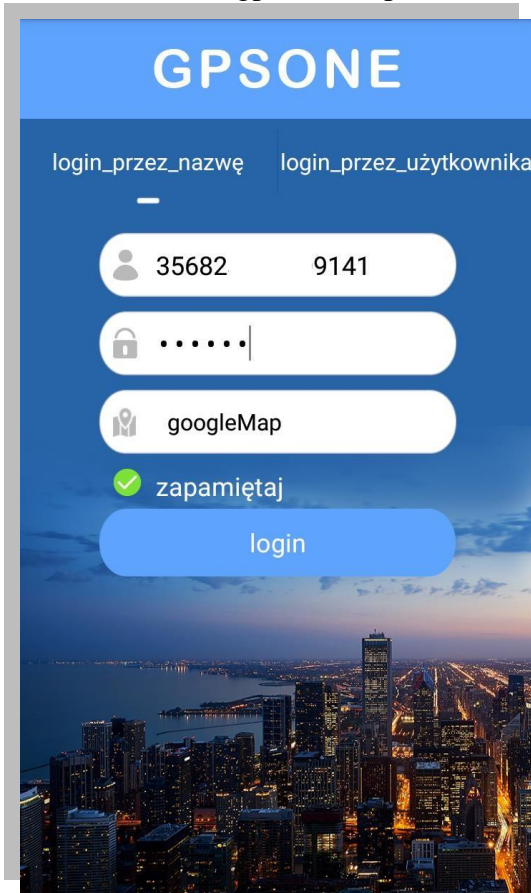 GPSONE
login_przez_nazwę login_przez_użytkownika
35682 9141
••••••
googleMap
zapamiętaj
login